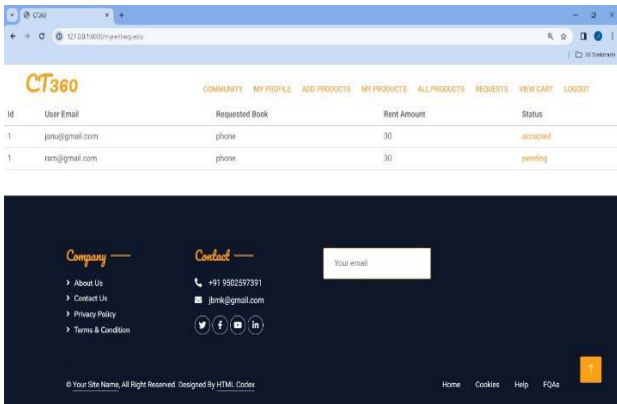 CT360
127.0.0.1:8000/myrentrequests
All Bookmarks
CT360
COMMUNITY MY PROFILE ADD PRODUCTS MY PRODUCTS ALL PRODUCTS REQUESTS VIEW CART LOGOUT
Id User Email Requested Book Rent Amount Status
1 janu@gmail.com phone 30 accepted
1 ram@gmail.com phone 30 pending
Company Contact
Your email
> About Us
> Contact Us
> Privacy Policy
> Terms & Condition
+91 9502597391
jbmk@gmail.com
© Your Site Name, All Right Reserved. Designed By HTML Codex
Home Cookies Help FQAs